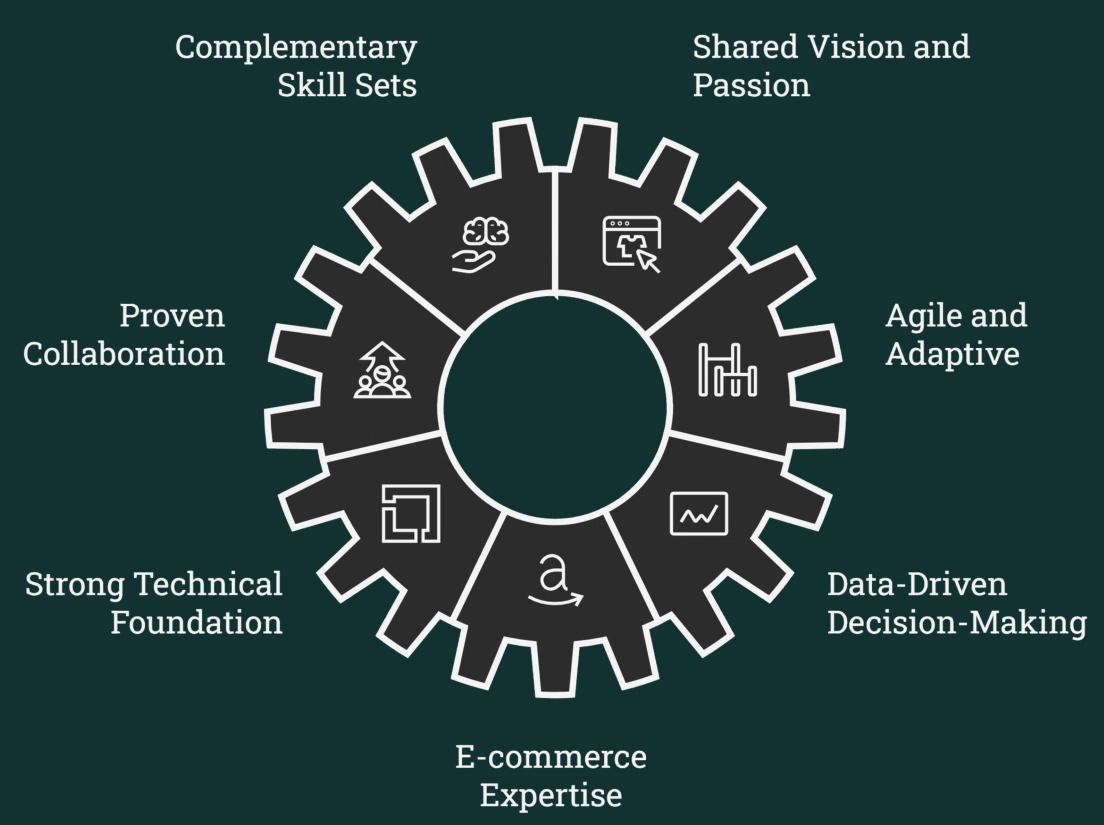 Complementary
Skill Sets
Shared Vision and
Passion
Proven
Collaboration
Agile and
Adaptive
Strong Technical
Foundation
Data-Driven
Decision-Making
a
E-commerce
Expertise